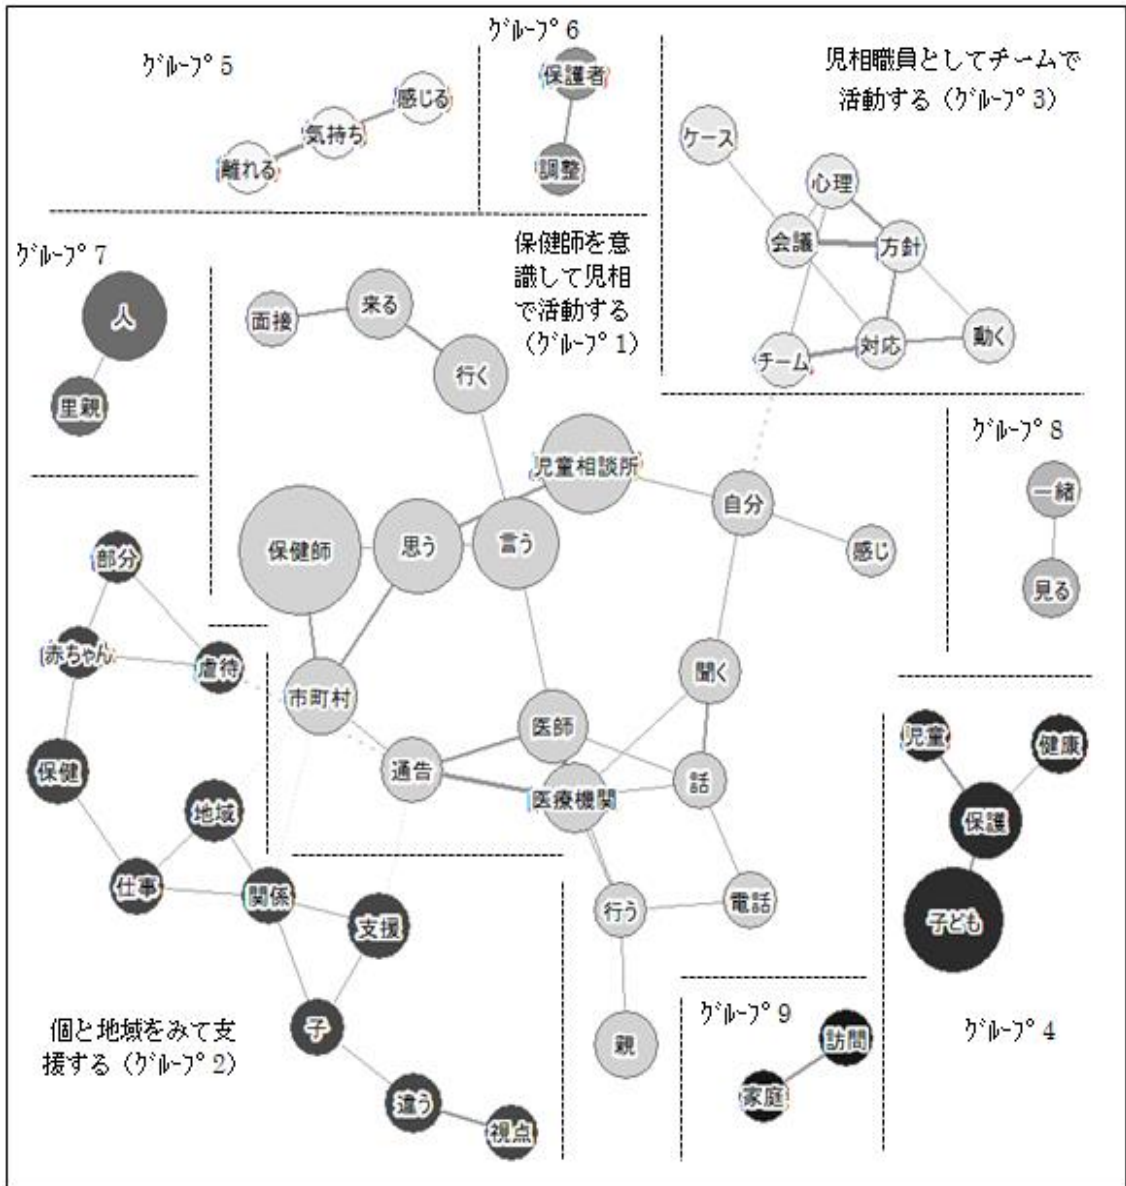 ｸﾞﾙｰﾌﾟ5
感じる
気持ち
離れる
ｸﾞﾙｰﾌﾟ6
保護者
調整
児相職員としてチームで
活動する（ｸﾞﾙｰﾌﾟ3）
ケース
心理
会議
方針
チーム
対応
動く
ｸﾞﾙｰﾌﾟ7
人
里親
保健師を意
識して児相
で活動する
（ｸﾞﾙｰﾌﾟ1）
面接
来る
行く
児童相談所
自分
感じ
保健師
思う
言う
聞く
市町村
医師
通告
医療機関
話
行う
電話
親
ｸﾞﾙｰﾌﾟ8
一緒
見る
部分
赤ちゃん
虐待
保健
地域
仕事
関係
支援
子
違う
視点
個と地域をみて支
援する（ｸﾞﾙｰﾌﾟ2）
児童
健康
保護
子ども
ｸﾞﾙｰﾌﾟ4
ｸﾞﾙｰﾌﾟ9
訪問
家庭